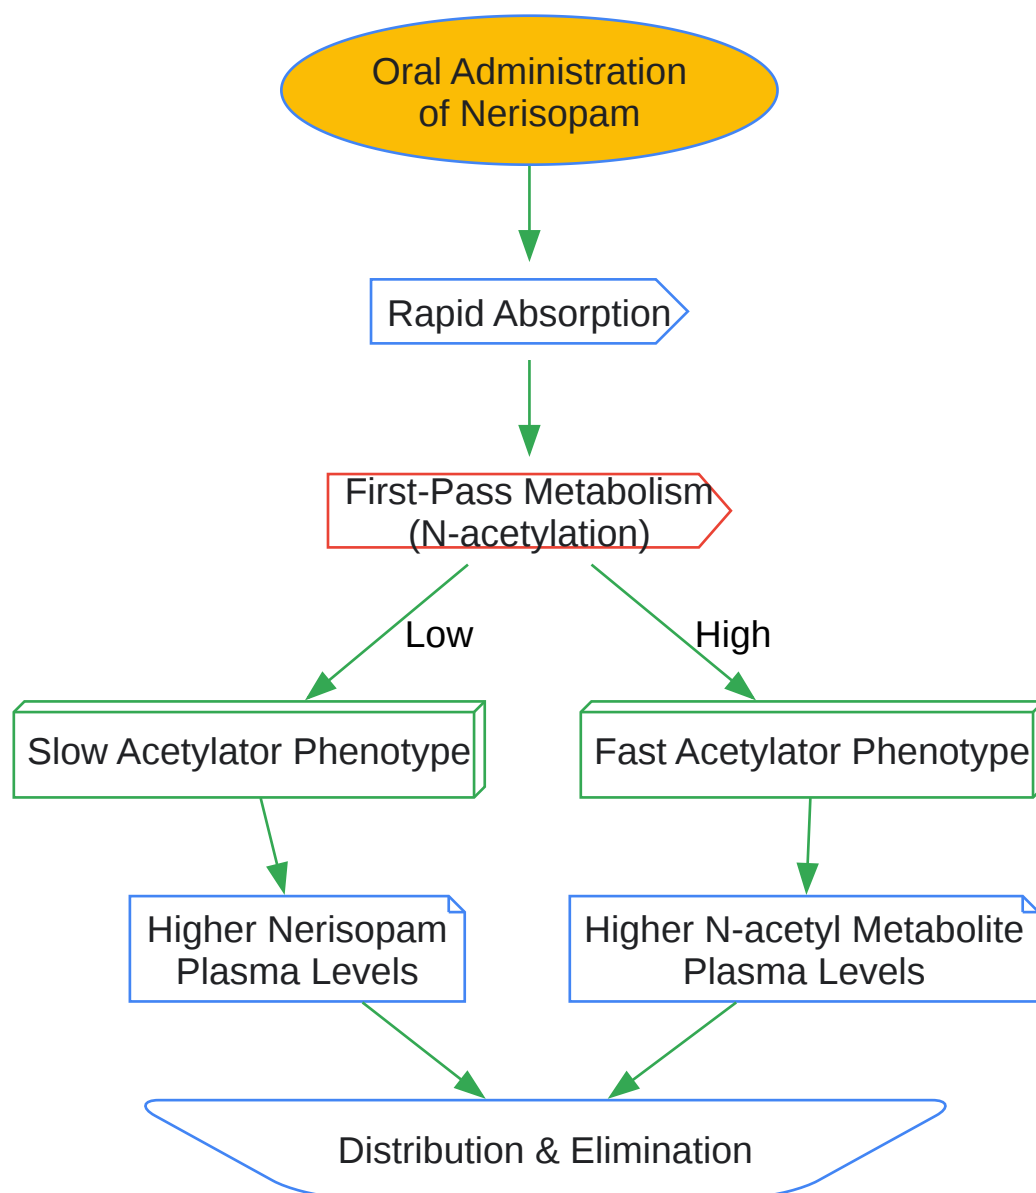 Oral Administration
of Nerisopam
Rapid Absorption
First-Pass Metabolism
(N-acetylation)
Low
High
Slow Acetylator Phenotype
Fast Acetylator Phenotype
Higher Nerisopam
Plasma Levels
Higher N-acetyl Metabolite
Plasma Levels
Distribution & Elimination